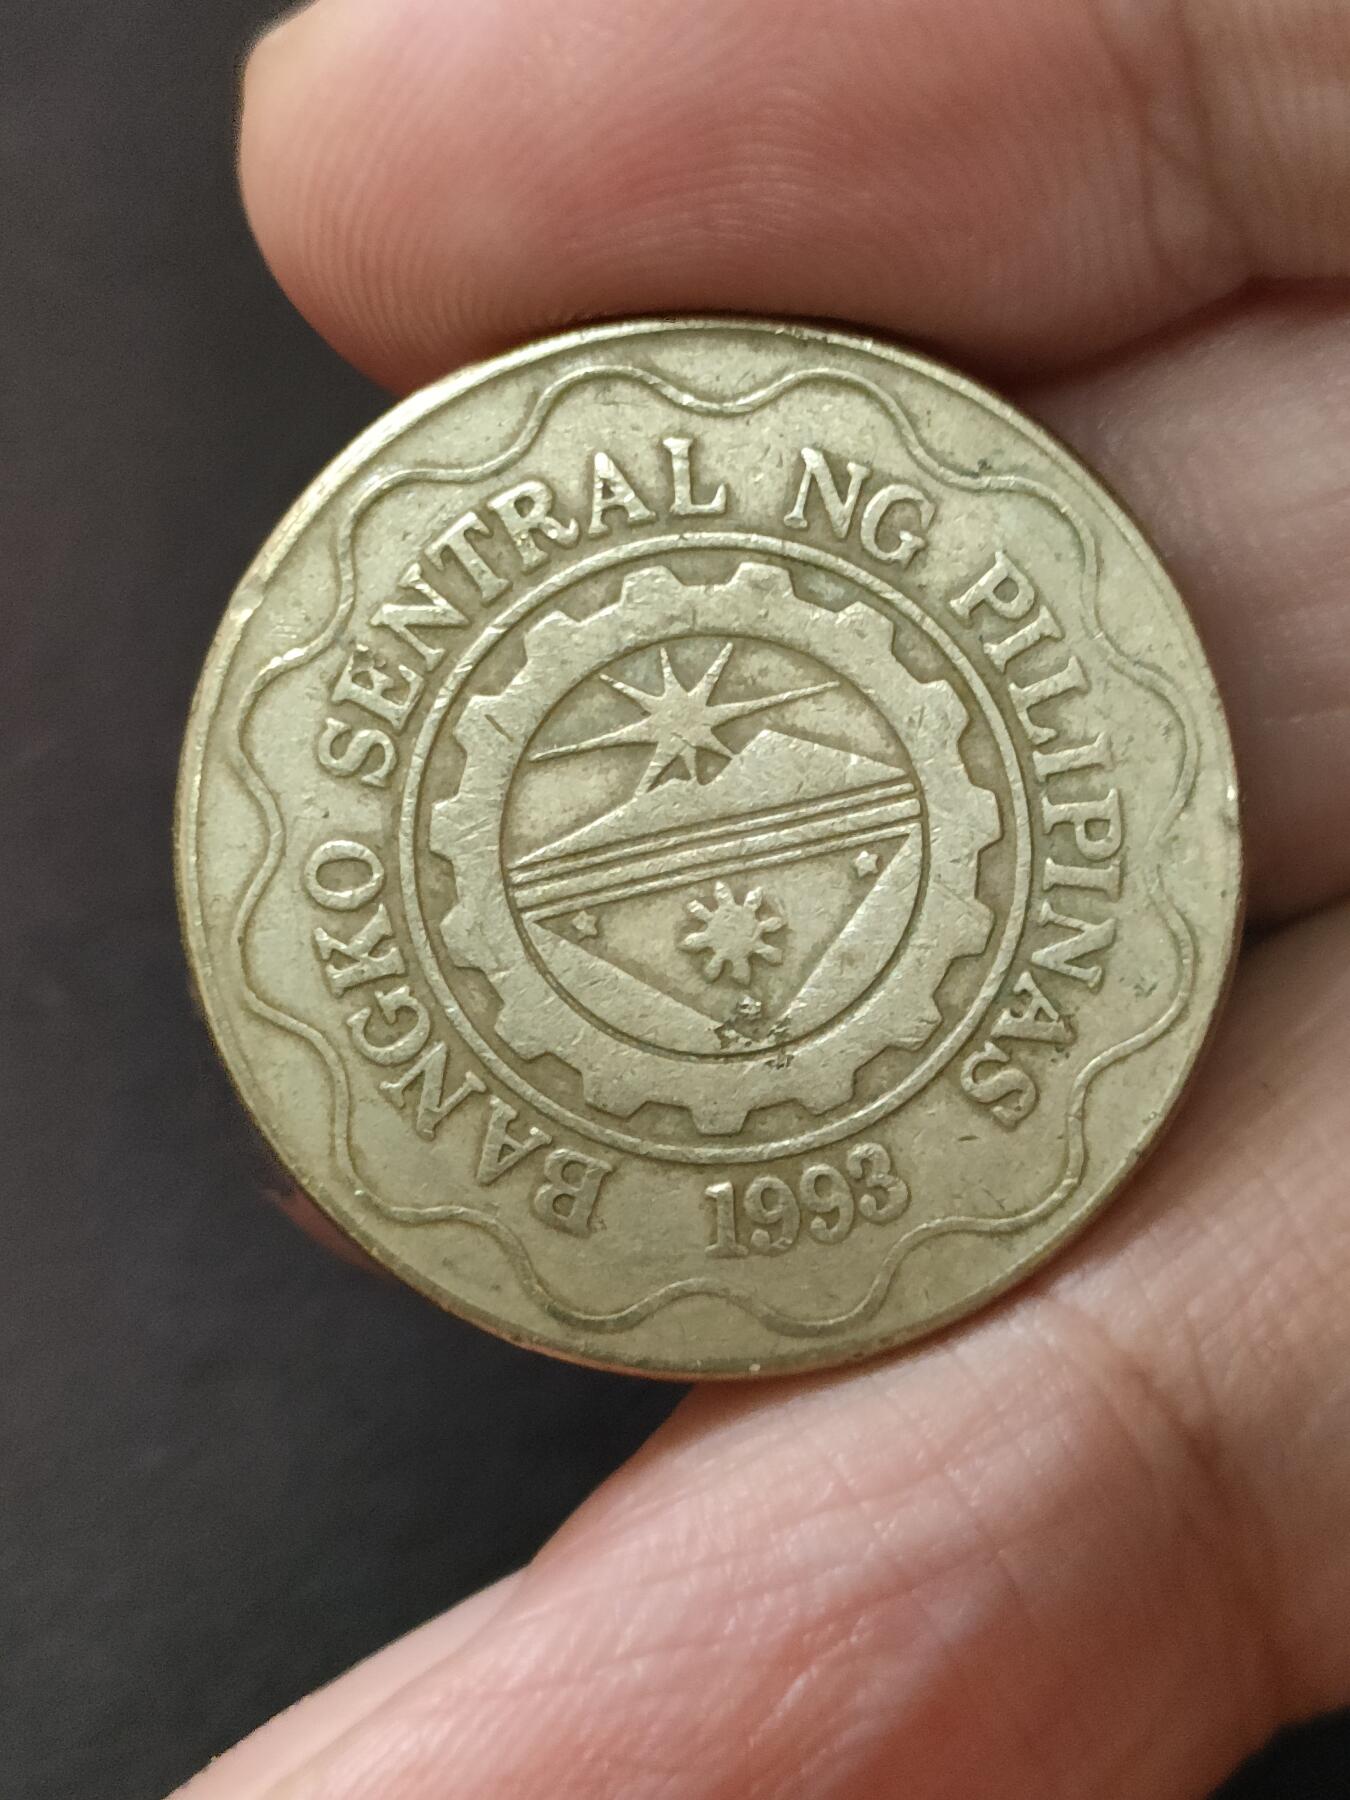 BANGKO SENTRAL NG PILIPINAS
1993